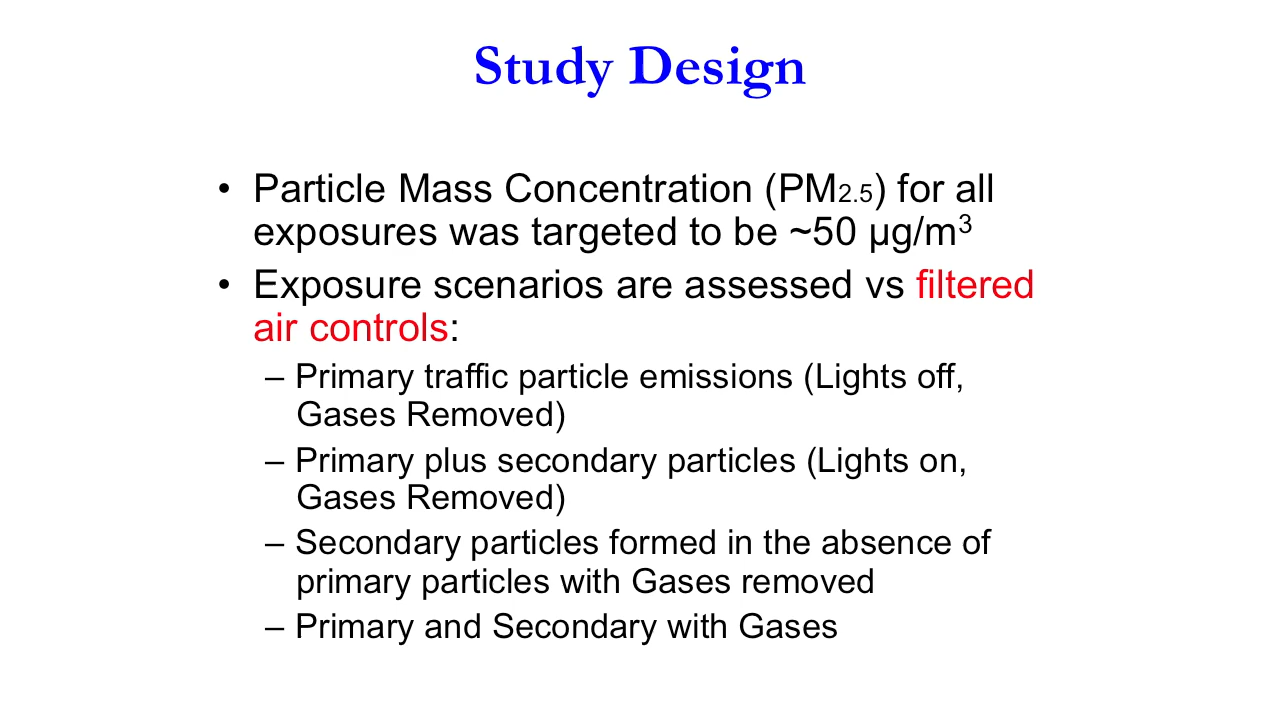 Study Design
• Particle Mass Concentration (PM2.5) for all
exposures was targeted to be ~50 µg/m³
• Exposure scenarios are assessed vs filtered
air controls:
– Primary traffic particle emissions (Lights off,
Gases Removed)
– Primary plus secondary particles (Lights on,
Gases Removed)
– Secondary particles formed in the absence of
primary particles with Gases removed
– Primary and Secondary with Gases